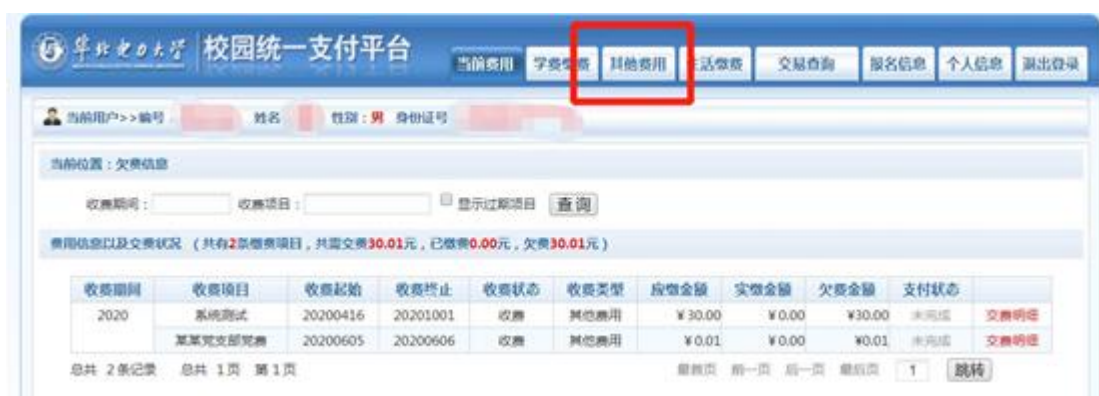 华北电力大学 校园统一支付平台
当前费用 学费缴费 其他费用 生活缴费 交易查询 报名信息 个人信息 退出登录
当前用户>>编号 姓名 性别：男 身份证号
当前位置：欠费信息
收费期间： 收费项目： 显示过期项目 查询
费用信息以及交费状况 （共有2条缴费项目，共需交费30.01元，已缴费0.00元，欠费30.01元）
收费期间 收费项目 收费起始 收费终止 收费状态 收费类型 应缴金额 实缴金额 欠费金额 支付状态
2020 系统测试 20200416 20201001 收费 其他费用 ¥30.00 ¥0.00 ¥30.00 未完成 交费明细
某某党支部党费 20200605 20200606 收费 其他费用 ¥0.01 ¥0.00 ¥0.01 未完成 交费明细
总共 2条记录 总共 1页 第1页 最首页 前一页 后一页 最后页 1 跳转